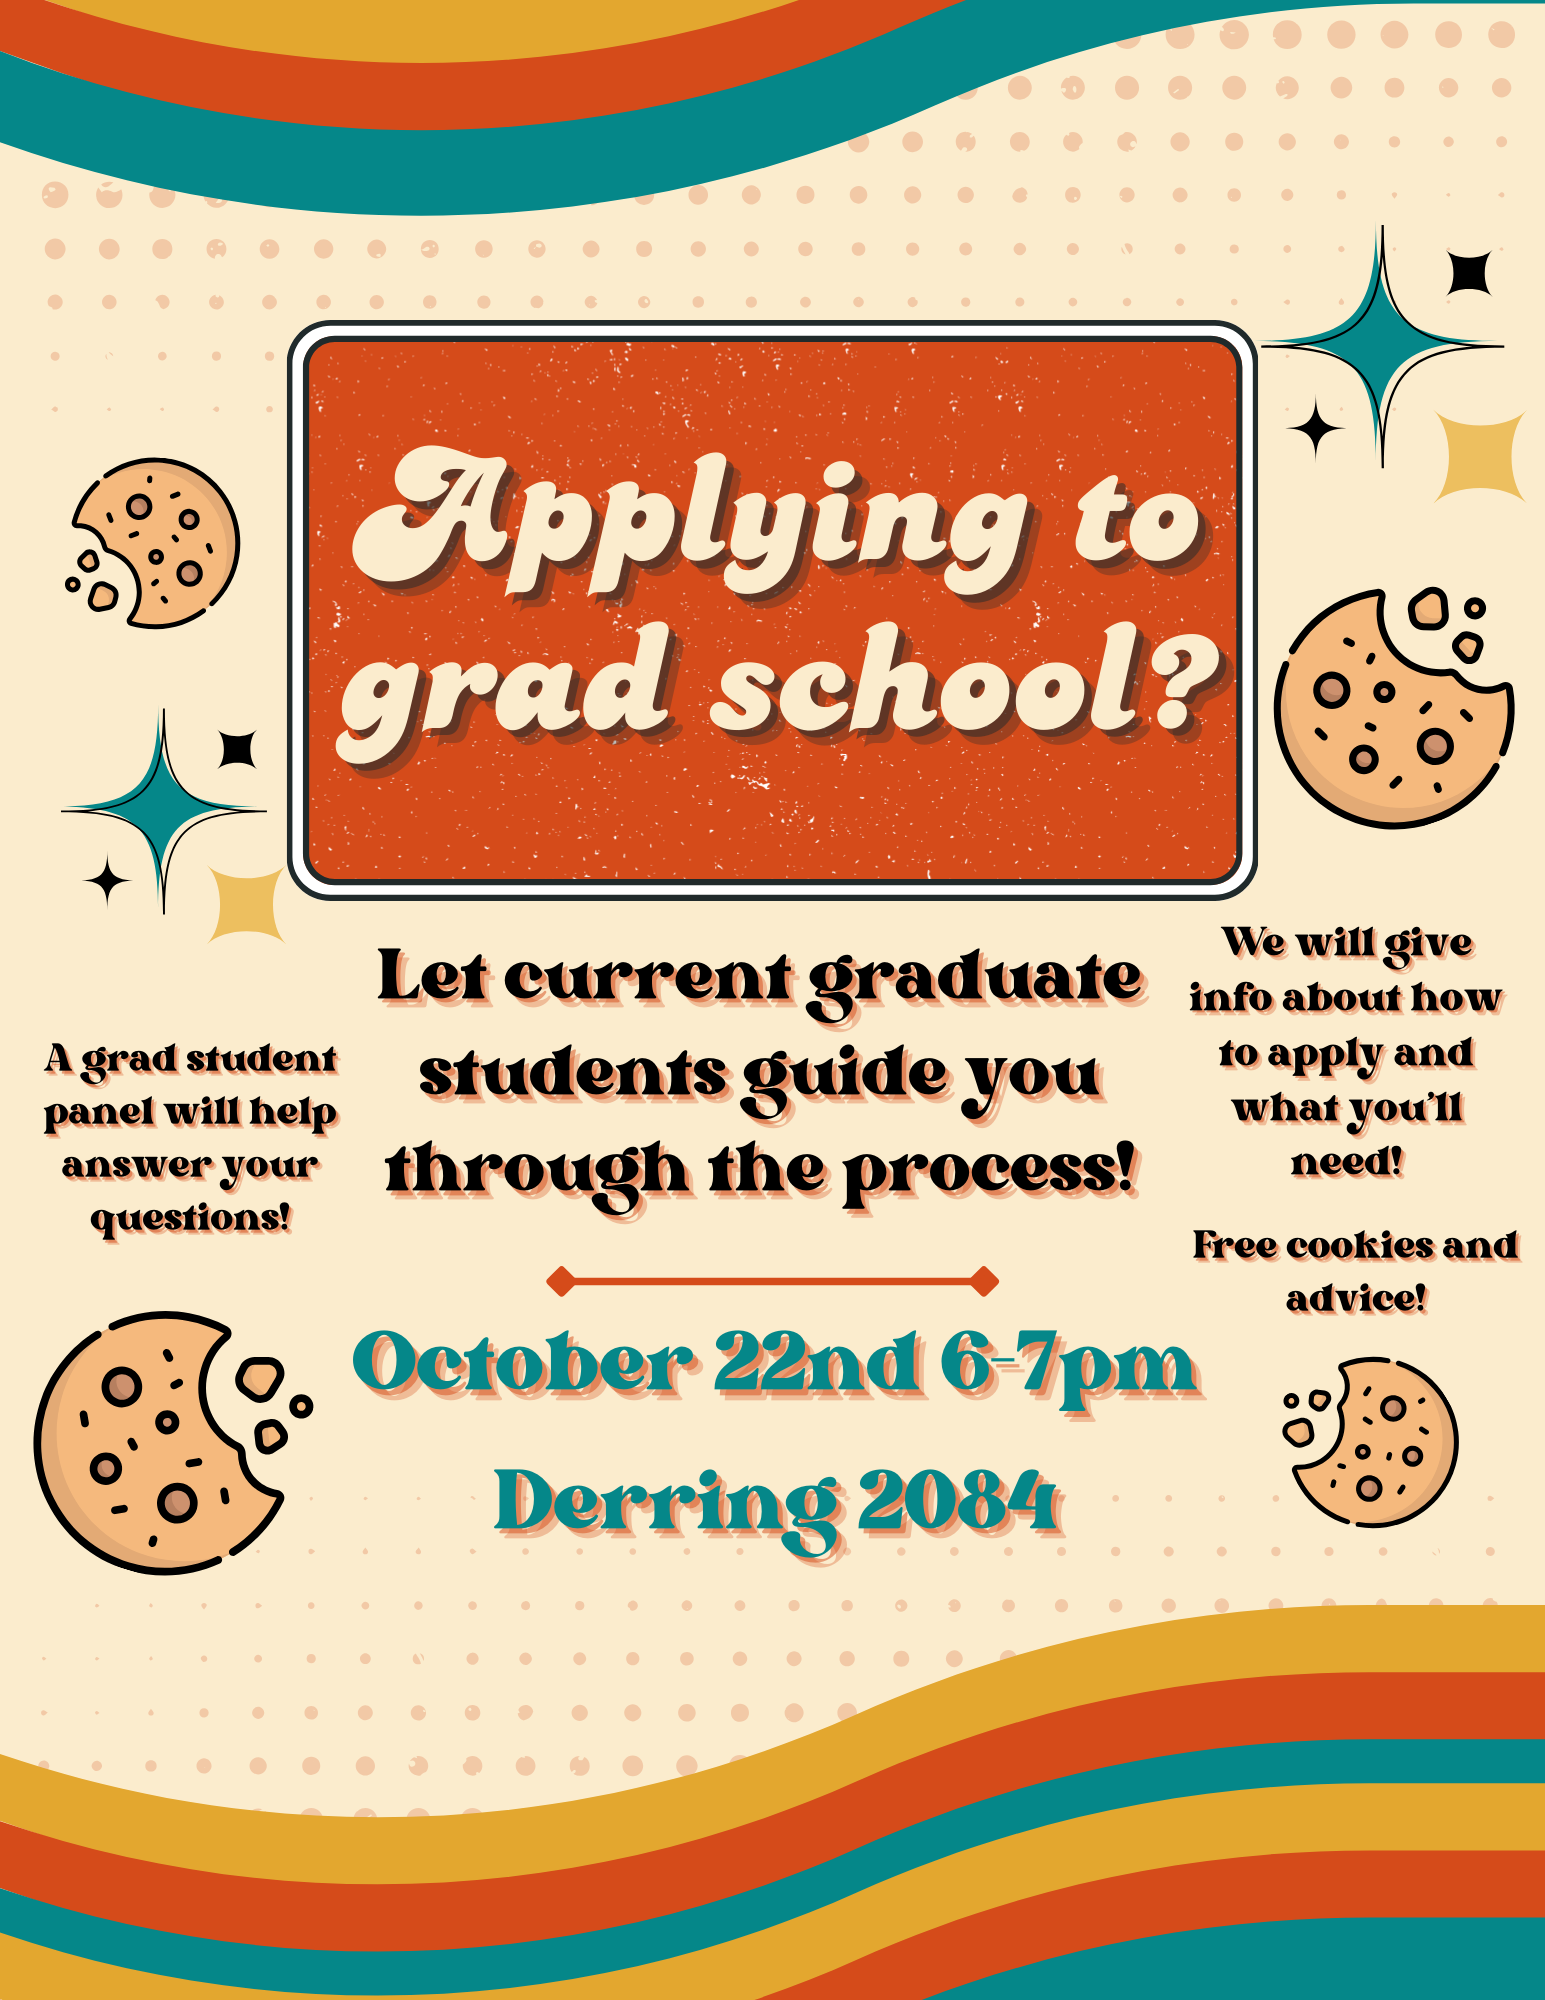 Applying to
grad school?
Let current graduate
students guide you
through the process!
A grad student
panel will help
answer your
questions!
We will give
info about how
to apply and
what you'll
need!
Free cookies and
advice!
October 22nd 6-7pm
Derring 2084